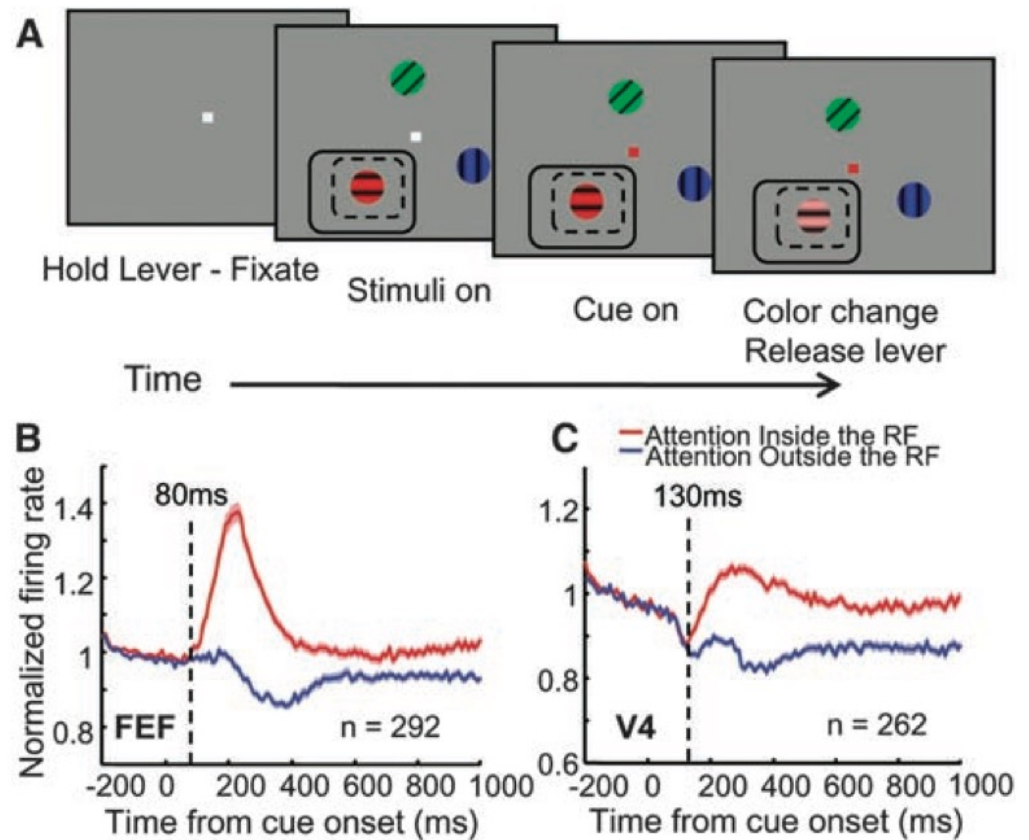 A
Hold Lever - Fixate
Stimuli on
Cue on
Color change
Release lever
Time
B
Normalized firing rate
1.4
1.2
1
0.8
80ms
FEF
n = 292
-200 0 200 400 600 800 1000
Time from cue onset (ms)
C
Attention Inside the RF
Attention Outside the RF
1.2
1
0.8
0.6
130ms
V4
n = 262
-200 0 200 400 600 800 1000
Time from cue onset (ms)